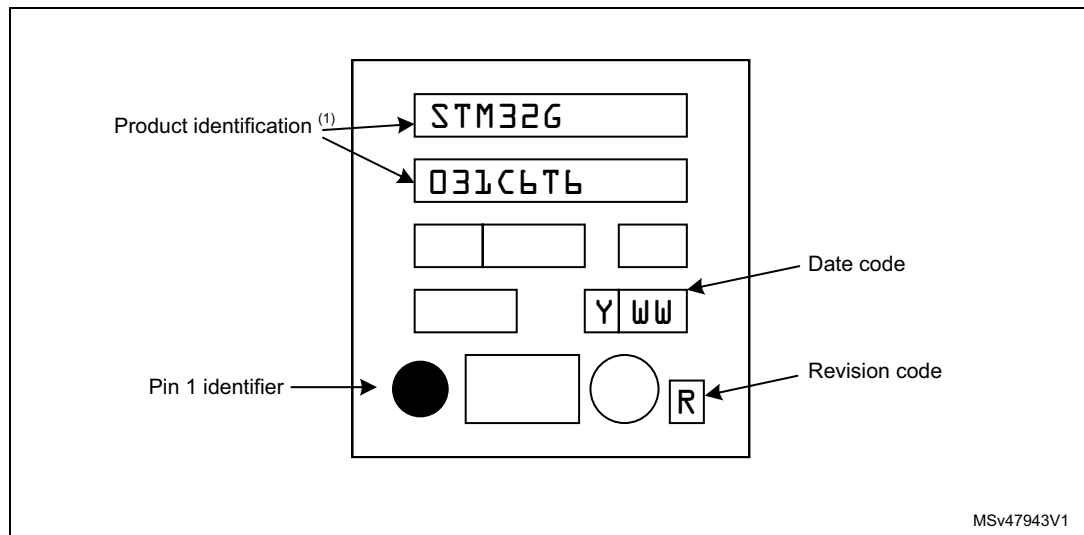 STM32G
Product identification (1)
031C6T6
Date code
Y WW
Pin 1 identifier
Revision code
R
MSv47943V1